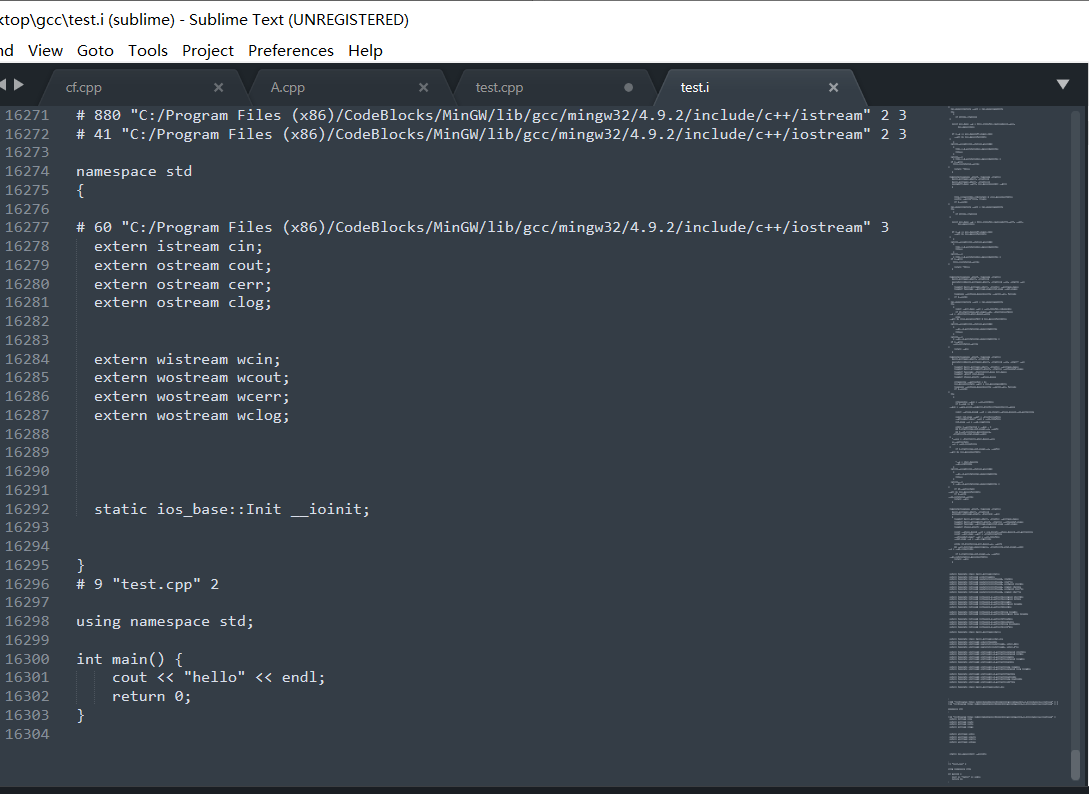 ktop\gcc\test.i (sublime) - Sublime Text (UNREGISTERED)
nd View Goto Tools Project Preferences Help
cf.cpp A.cpp test.cpp test.i
16271 # 880 "C:/Program Files (x86)/CodeBlocks/MinGW/lib/gcc/mingw32/4.9.2/include/c++/istream" 2 3
16272 # 41 "C:/Program Files (x86)/CodeBlocks/MinGW/lib/gcc/mingw32/4.9.2/include/c++/istream" 2 3
16273
16274 namespace std
16275 {
16276
16277 # 60 "C:/Program Files (x86)/CodeBlocks/MinGW/lib/gcc/mingw32/4.9.2/include/c++/iostream" 3
16278 extern istream cin;
16279 extern ostream cout;
16280 extern ostream cerr;
16281 extern ostream clog;
16282
16283
16284 extern wistream wcin;
16285 extern wostream wcout;
16286 extern wostream wcerr;
16287 extern wostream wclog;
16288
16289
16290
16291
16292 static ios_base::Init __ioinit;
16293
16294
16295 }
16296 # 9 "test.cpp" 2
16297
16298 using namespace std;
16299
16300 int main() {
16301 cout << "hello" << endl;
16302 return 0;
16303 }
16304